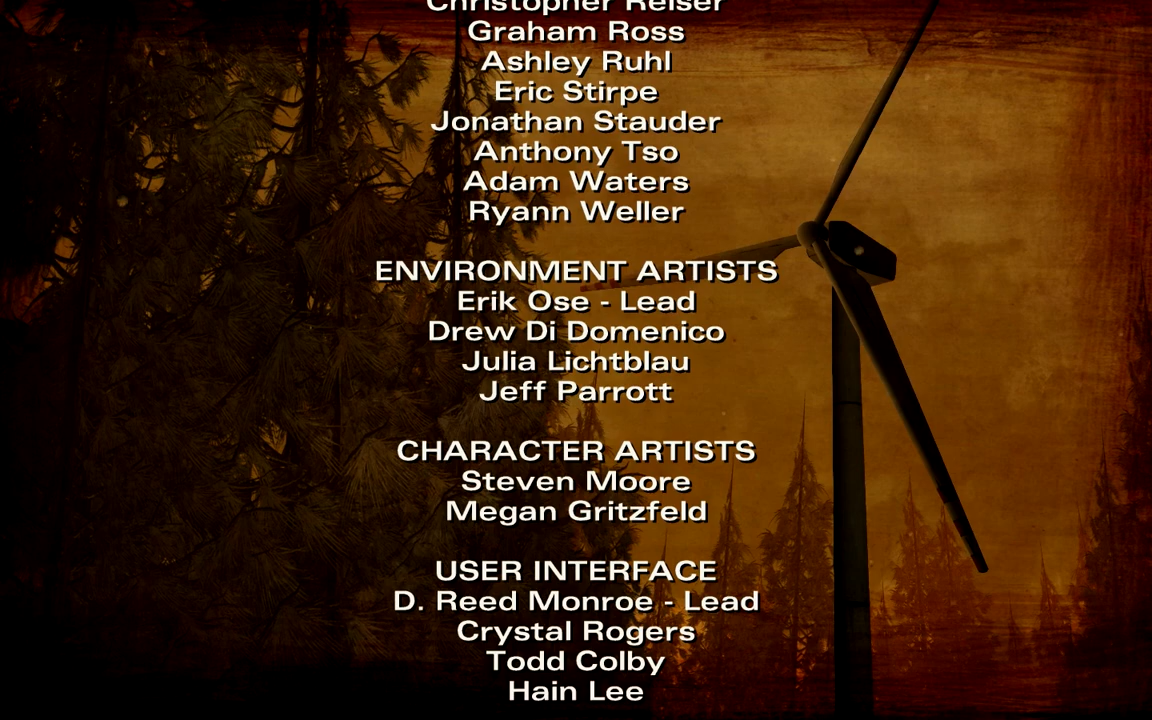 Christopher Reiser
Graham Ross
Ashley Ruhl
Eric Stirpe
Jonathan Stauder
Anthony Tso
Adam Waters
Ryann Weller
ENVIRONMENT ARTISTS
Erik Ose - Lead
Drew Di Domenico
Julia Lichtblau
Jeff Parrott
CHARACTER ARTISTS
Steven Moore
Megan Gritzfeld
USER INTERFACE
D. Reed Monroe - Lead
Crystal Rogers
Todd Colby
Hain Lee